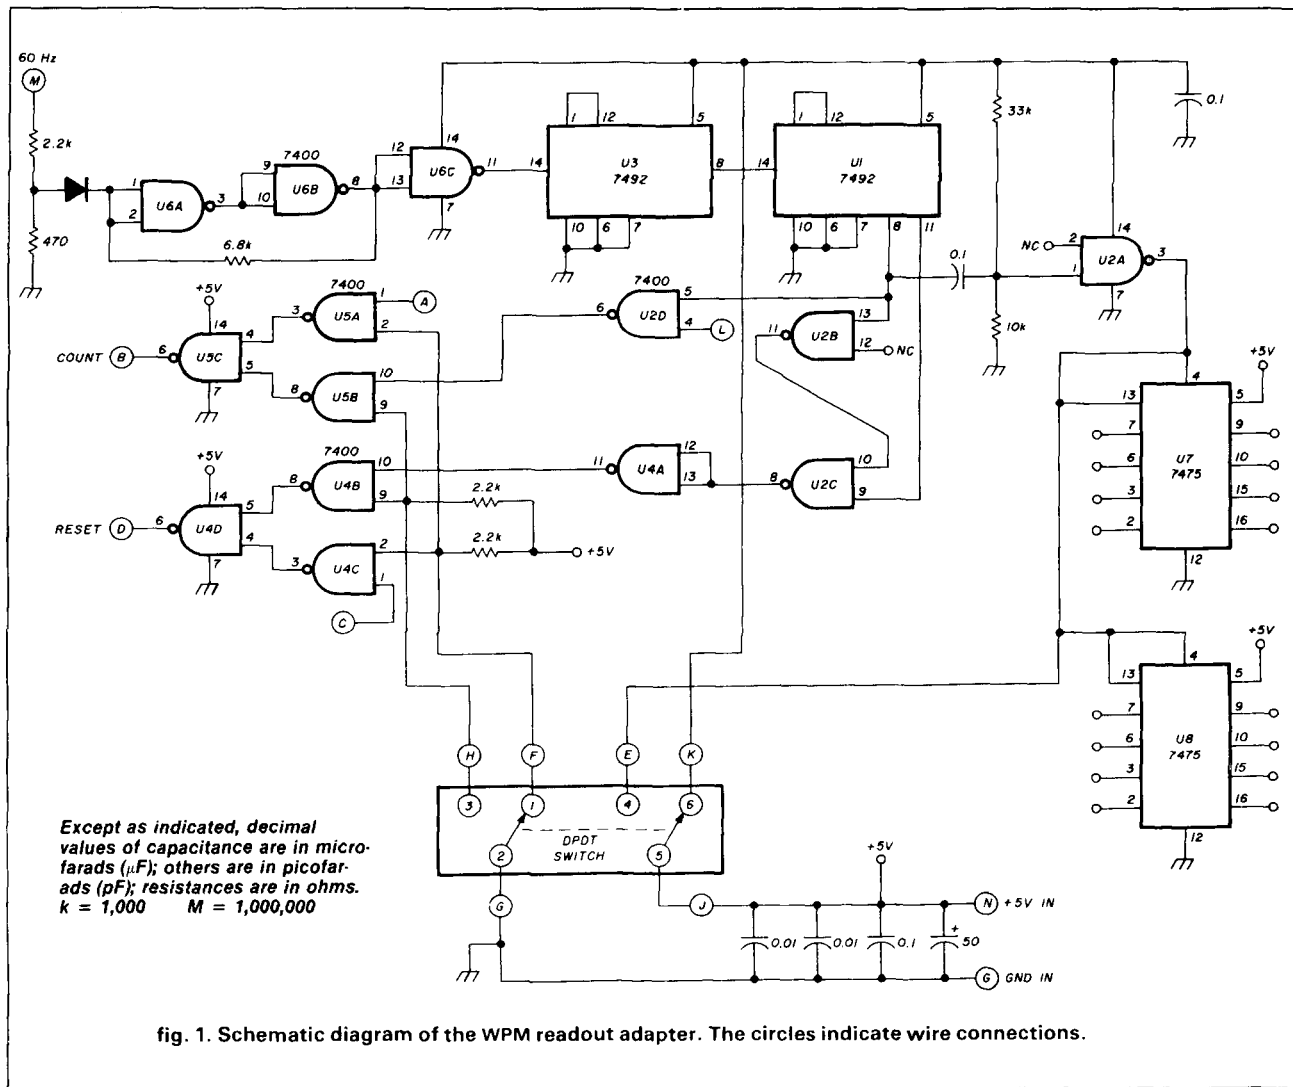 60 Hz
M
2.2k
470
1
2
U6A
3
9
10
7400
U6B
8
6.8k
12
13
14
U6C
11
7
14
1
12
5
U3
7492
8
10
6
7
14
1
12
5
U1
7492
10
6
7
8
11
33k
0.1
0.1
10k
NC
2
1
14
U2A
3
7
+5V
14
COUNT
B
6
U5C
4
5
7
7400
3
U5A
1
2
A
8
U5B
10
9
7400
6
U2D
5
4
L
11
U2B
13
12
NC
+5V
14
RESET
D
6
U4D
5
4
7
7400
8
U4B
10
9
3
U4C
2
1
C
11
U4A
12
13
8
U2C
10
9
2.2k
2.2k
+5V
4
13
7
6
3
2
U7
7475
5
+5V
9
10
15
16
12
4
13
7
6
3
2
U8
7475
5
+5V
9
10
15
16
12
H
F
E
K
3
1
4
6
2
5
DPDT
SWITCH
G
J
+5V
N
+5V IN
0.01
0.01
0.1
+
50
G
GND IN
Except as indicated, decimal
values of capacitance are in micro-
farads (μF); others are in picofar-
ads (pF); resistances are in ohms.
k = 1,000 M = 1,000,000
fig. 1. Schematic diagram of the WPM readout adapter. The circles indicate wire connections.